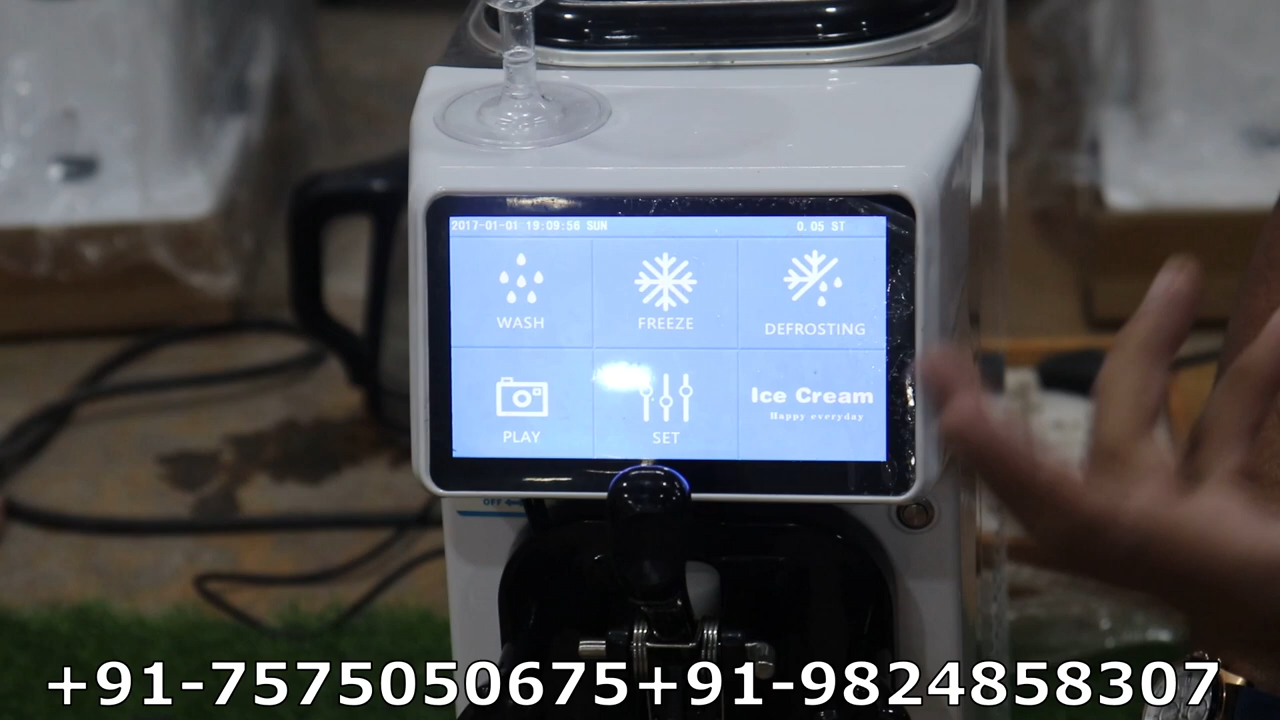 2017-01-01 19:09:56 SUN 0.05 ST
WASH FREEZE DEFROSTING
PLAY SET Ice Cream
Happy everyday
OFF
+91-7575050675+91-9824858307